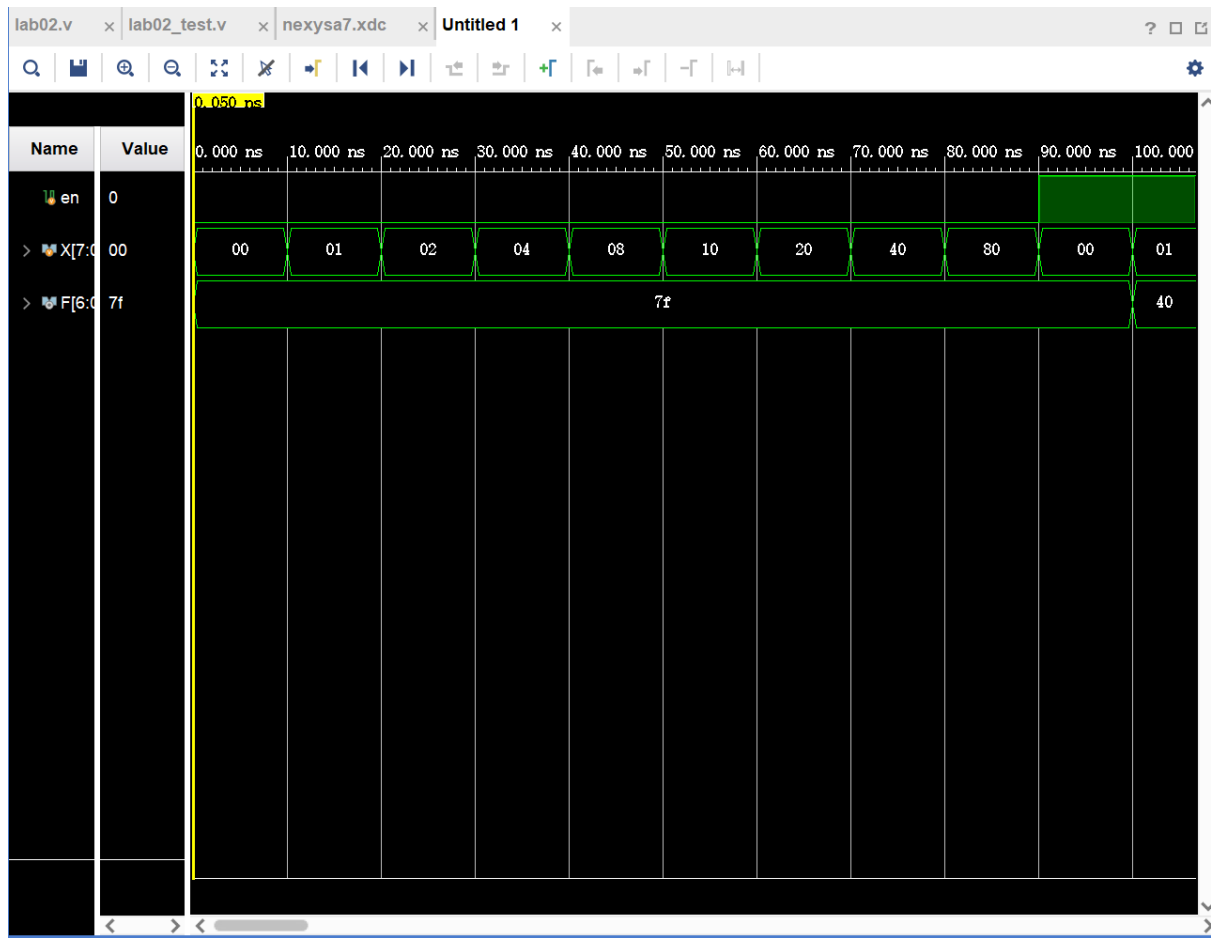 lab02.v × lab02_test.v × nexysa7.xdc × Untitled 1 × ?
0.050 ns
Name Value 0.000 ns 10.000 ns 20.000 ns 30.000 ns 40.000 ns 50.000 ns 60.000 ns 70.000 ns 80.000 ns 90.000 ns 100.000
en 0
> X[7:0 00 00 01 02 04 08 10 20 40 80 00 01
> F[6:0 7f 7f 40